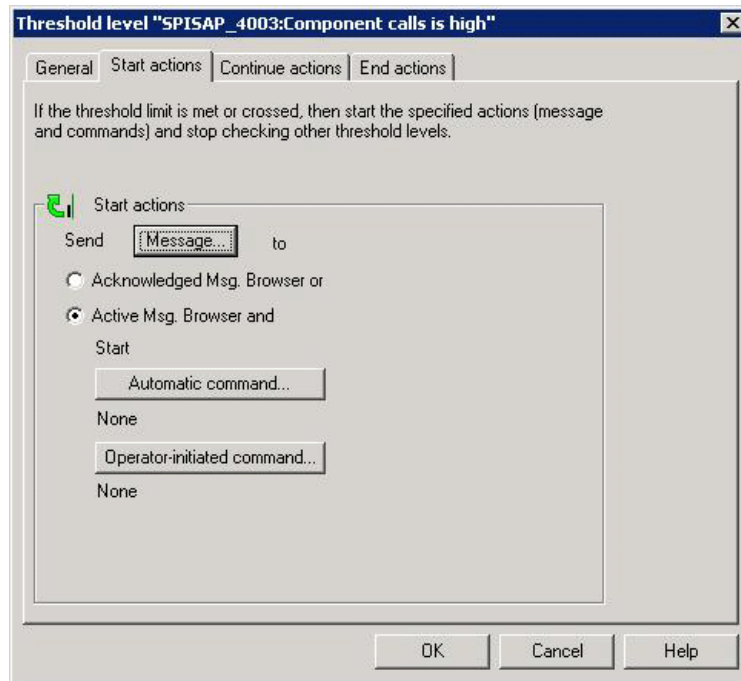 Threshold level "SPISAP_4003:Component calls is high"
General Start actions Continue actions End actions
If the threshold limit is met or crossed, then start the specified actions (message
and commands) and stop checking other threshold levels.
Start actions
Send Message... to
Acknowledged Msg. Browser or
Active Msg. Browser and
Start
Automatic command...
None
Operator-initiated command...
None
OK Cancel Help